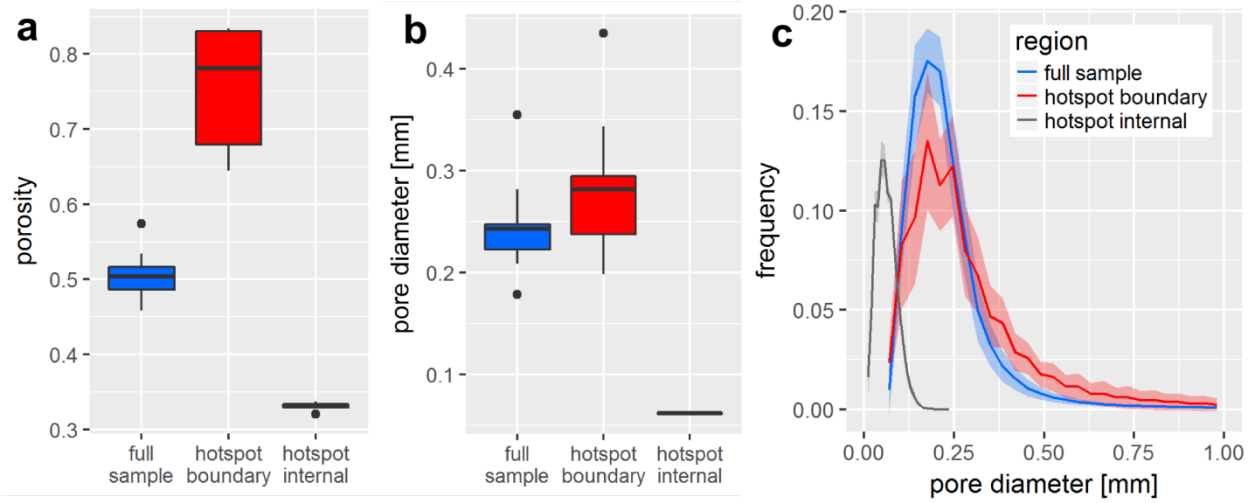 a
porosity
0.8
0.7
0.6
0.5
0.4
0.3
full
sample
hotspot
boundary
hotspot
internal
b
pore diameter [mm]
0.4
0.3
0.2
0.1
full
sample
hotspot
boundary
hotspot
internal
c
frequency
0.20
0.15
0.10
0.05
0.00
region
full sample
hotspot boundary
hotspot internal
0.00
0.25
0.50
0.75
1.00
pore diameter [mm]